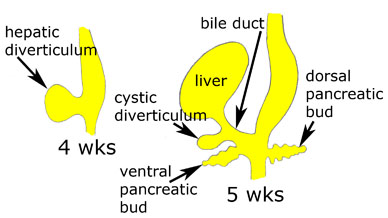 hepatic
diverticulum
4 wks
bile duct
liver
cystic
diverticulum
ventral
pancreatic
bud
dorsal
pancreatic
bud
5 wks